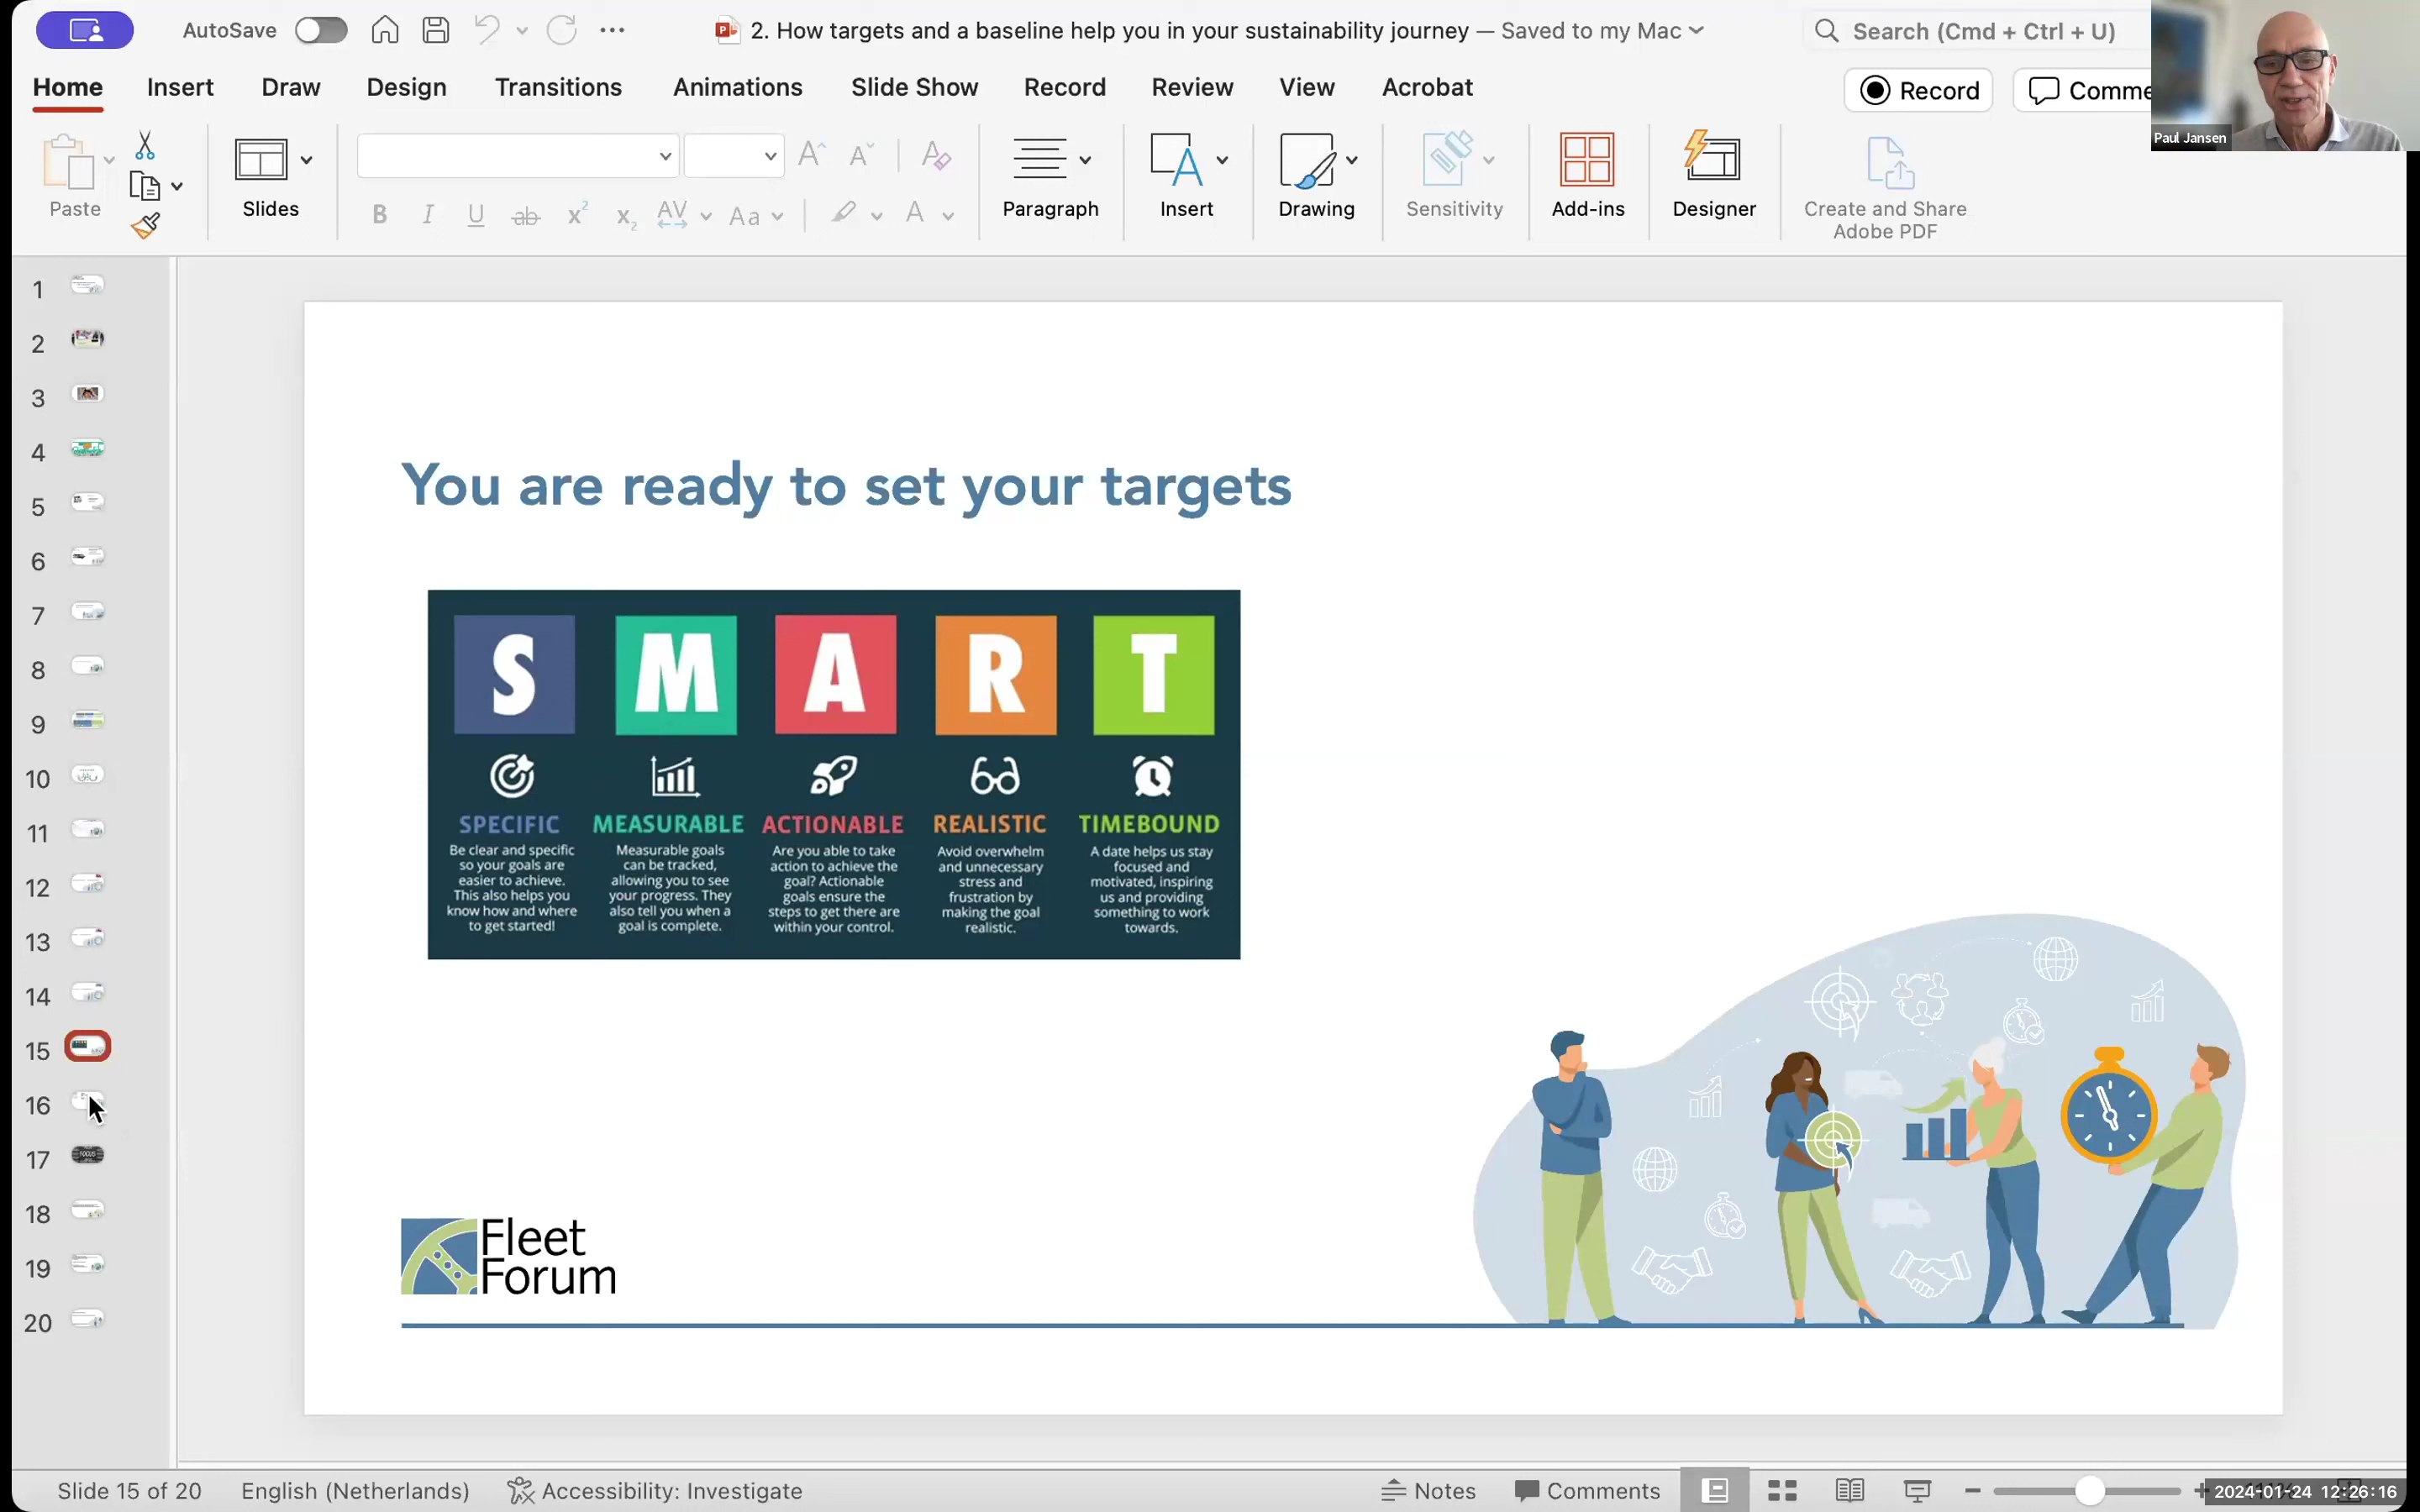 AutoSave
2. How targets and a baseline help you in your sustainability journey — Saved to my Mac
Search (Cmd + Ctrl + U)
Home Insert Draw Design Transitions Animations Slide Show Record Review View Acrobat
Record
Paul Jansen
Paste
Slides
B I U ab x² x₂ AV Aa A
Paragraph
Insert
Drawing
Sensitivity
Add-ins
Designer
Create and Share
Adobe PDF
1
2
3
4
5
6
7
8
9
10
11
12
13
14
15
16
17
FOCUS
18
19
20
You are ready to set your targets
S M A R T
SPECIFIC
Be clear and specific
so your goals are
easier to achieve.
This also helps you
know how and where
to get started!
MEASURABLE
Measurable goals
can be tracked,
allowing you to see
your progress. They
also tell you when a
goal is complete.
ACTIONABLE
Are you able to take
action to achieve the
goal? Actionable
goals ensure the
steps to get there are
within your control.
REALISTIC
Avoid overwhelm
and unnecessary
stress and
frustration by
making the goal
realistic.
TIMEBOUND
A date helps us stay
focused and
motivated, inspiring
us and providing
something to work
towards.
Fleet
Forum
Slide 15 of 20
English (Netherlands)
Accessibility: Investigate
Notes
Comments
2024-01-24 12:26:16